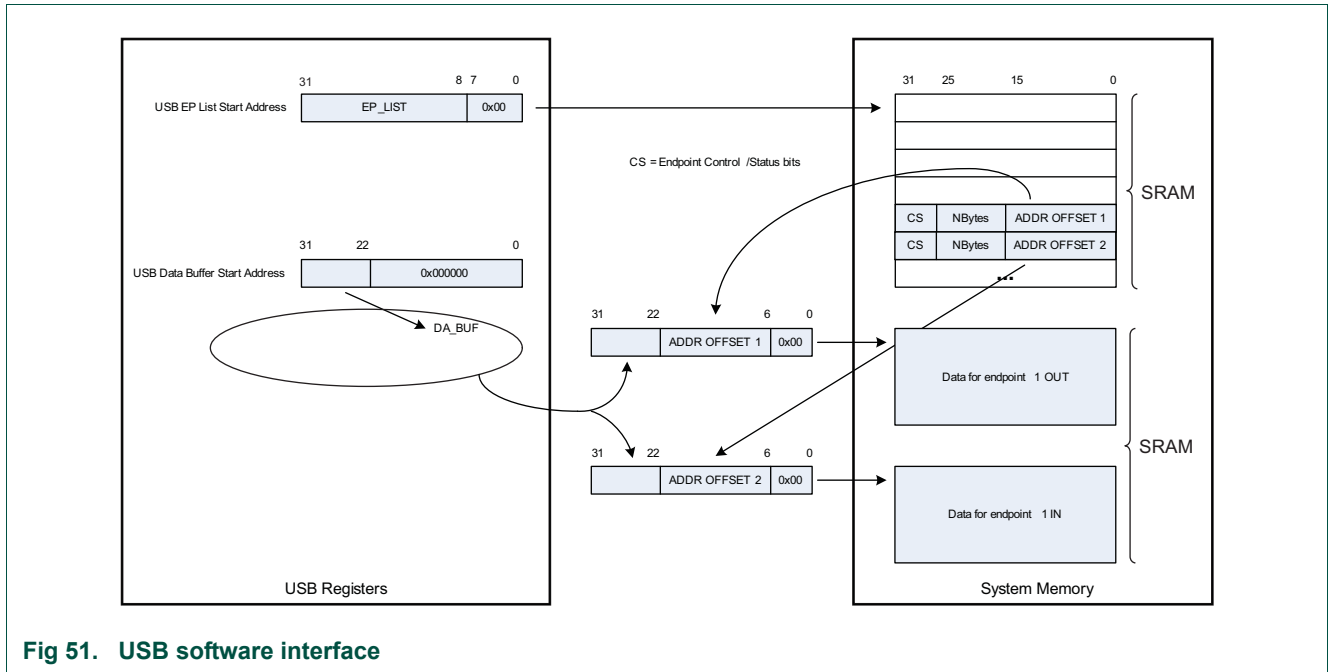 31 8 7 0
USB EP List Start Address EP_LIST 0x00
31 25 15 0
CS = Endpoint Control /Status bits
SRAM
CS NBytes ADDR OFFSET 1
CS NBytes ADDR OFFSET 2
...
31 22 0
USB Data Buffer Start Address 0x000000
DA_BUF
31 22 6 0
ADDR OFFSET 1 0x00
Data for endpoint 1 OUT
SRAM
31 22 6 0
ADDR OFFSET 2 0x00
Data for endpoint 1 IN
USB Registers
System Memory
Fig 51. USB software interface